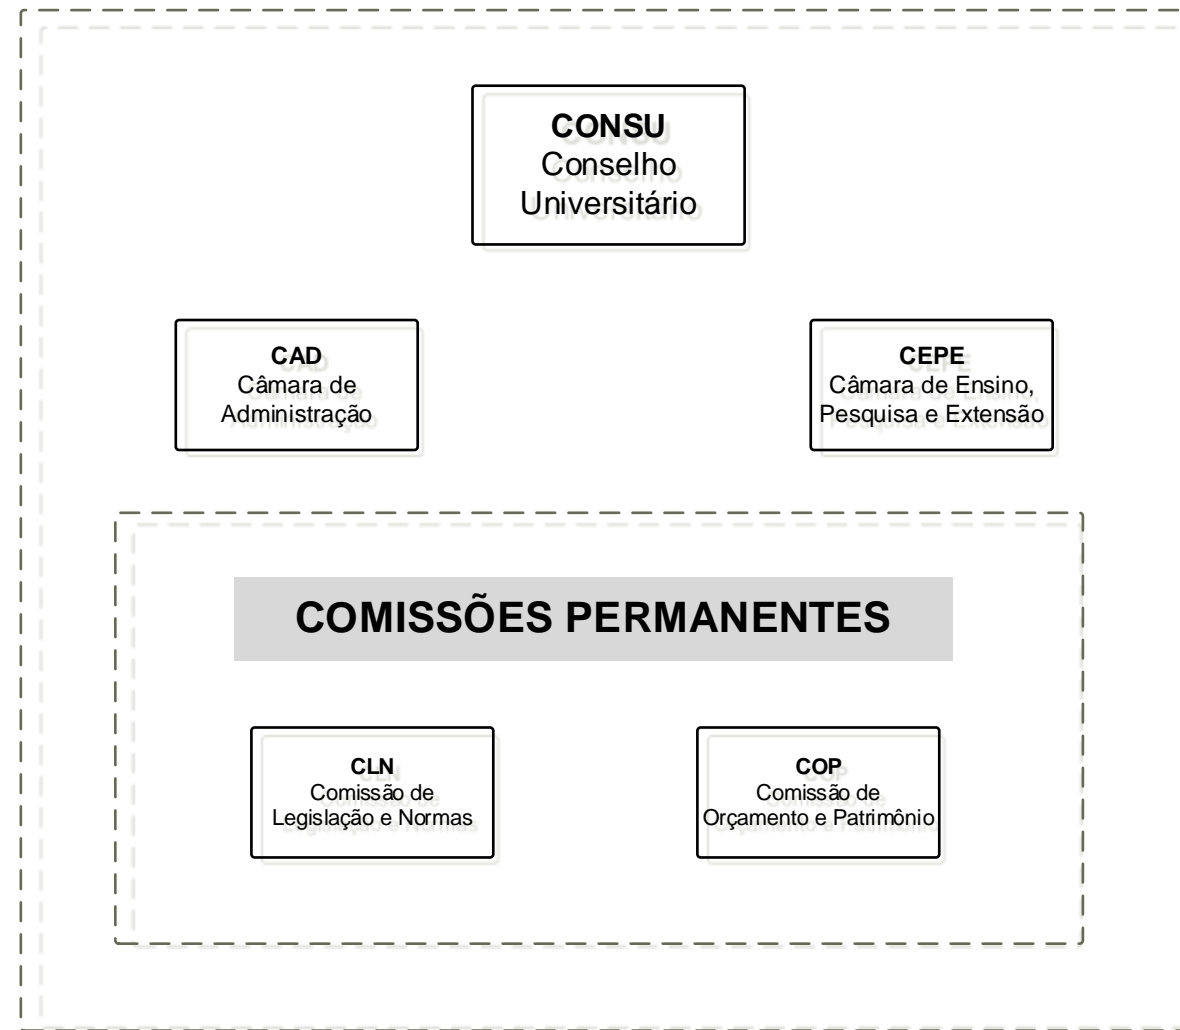 CONSU
Conselho
Universitário
CAD
Câmara de
Administração
CEPE
Câmara de Ensino,
Pesquisa e Extensão
COMISSÕES PERMANENTES
CLN
Comissão de
Legislação e Normas
COP
Comissão de
Orçamento e Patrimônio